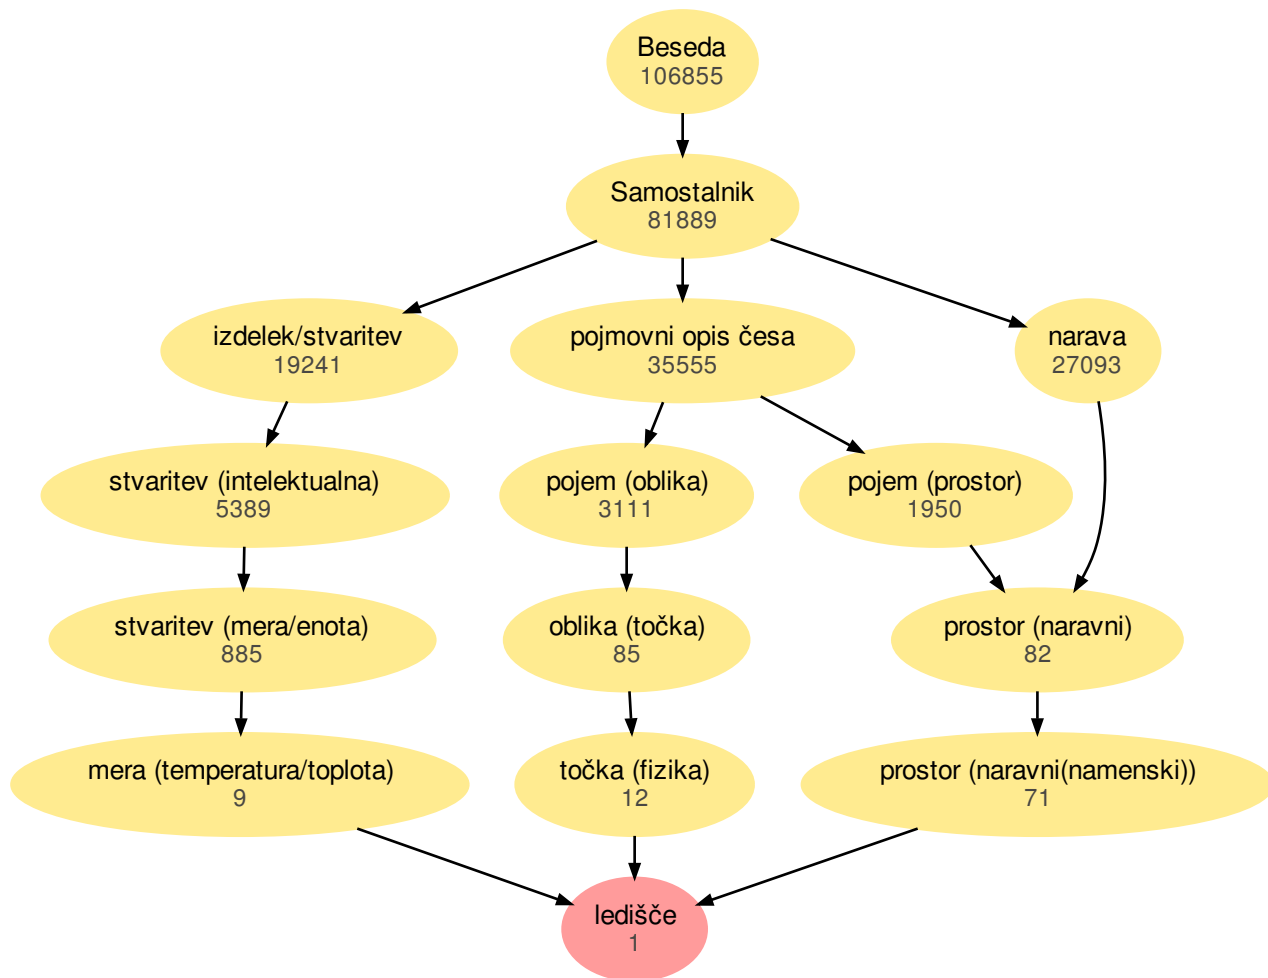 Beseda
106855
Samostalnik
81889
izdelek/stvaritev
19241
pojmovni opis česa
35555
narava
27093
stvaritev (intelektualna)
5389
pojem (oblika)
3111
pojem (prostor)
1950
stvaritev (mera/enota)
885
oblika (točka)
85
prostor (naravni)
82
mera (temperatura/toplota)
9
točka (fizika)
12
prostor (naravni(namenski))
71
ledišče
1